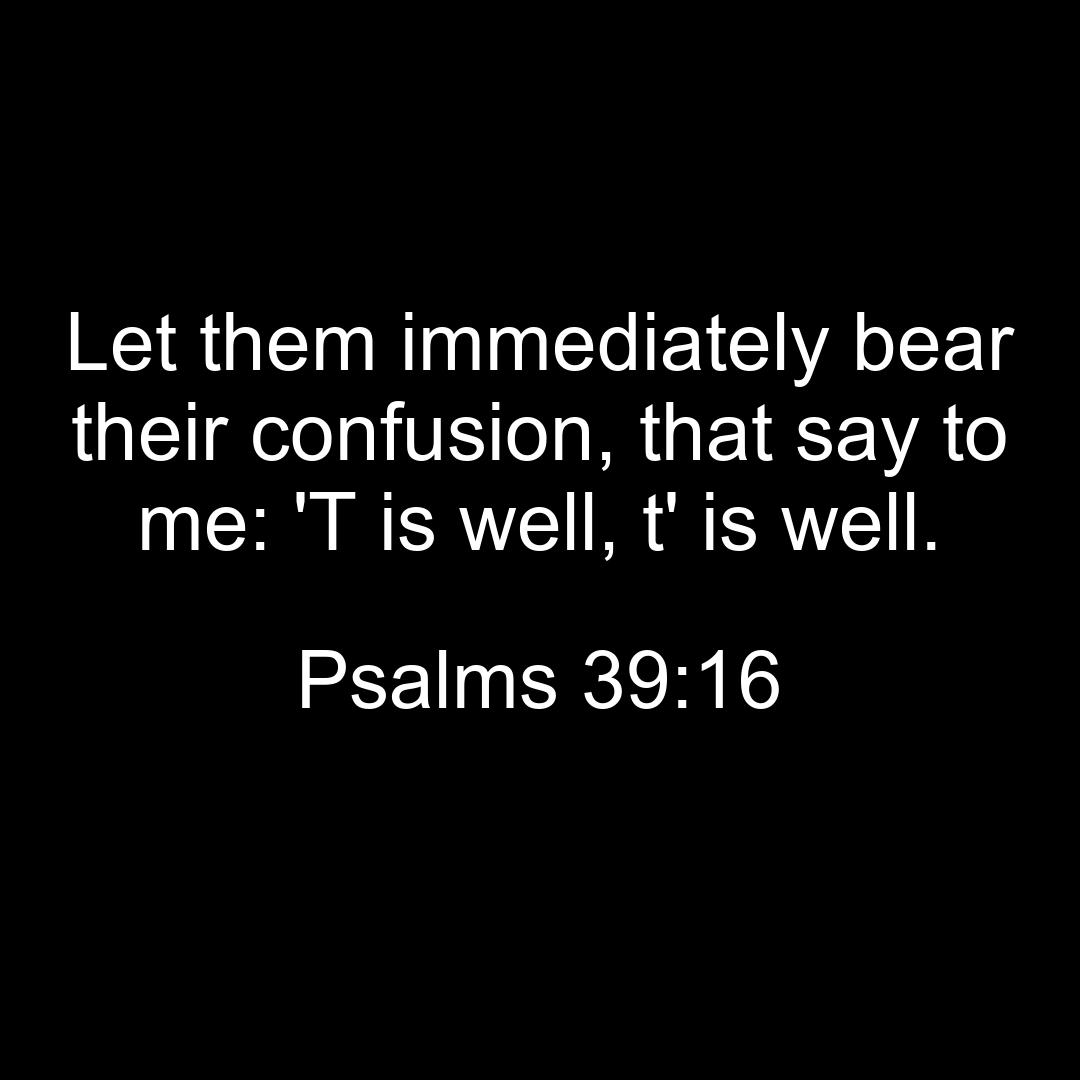 Let them immediately bear
their confusion, that say to
me: 'T is well, t' is well.
Psalms 39:16